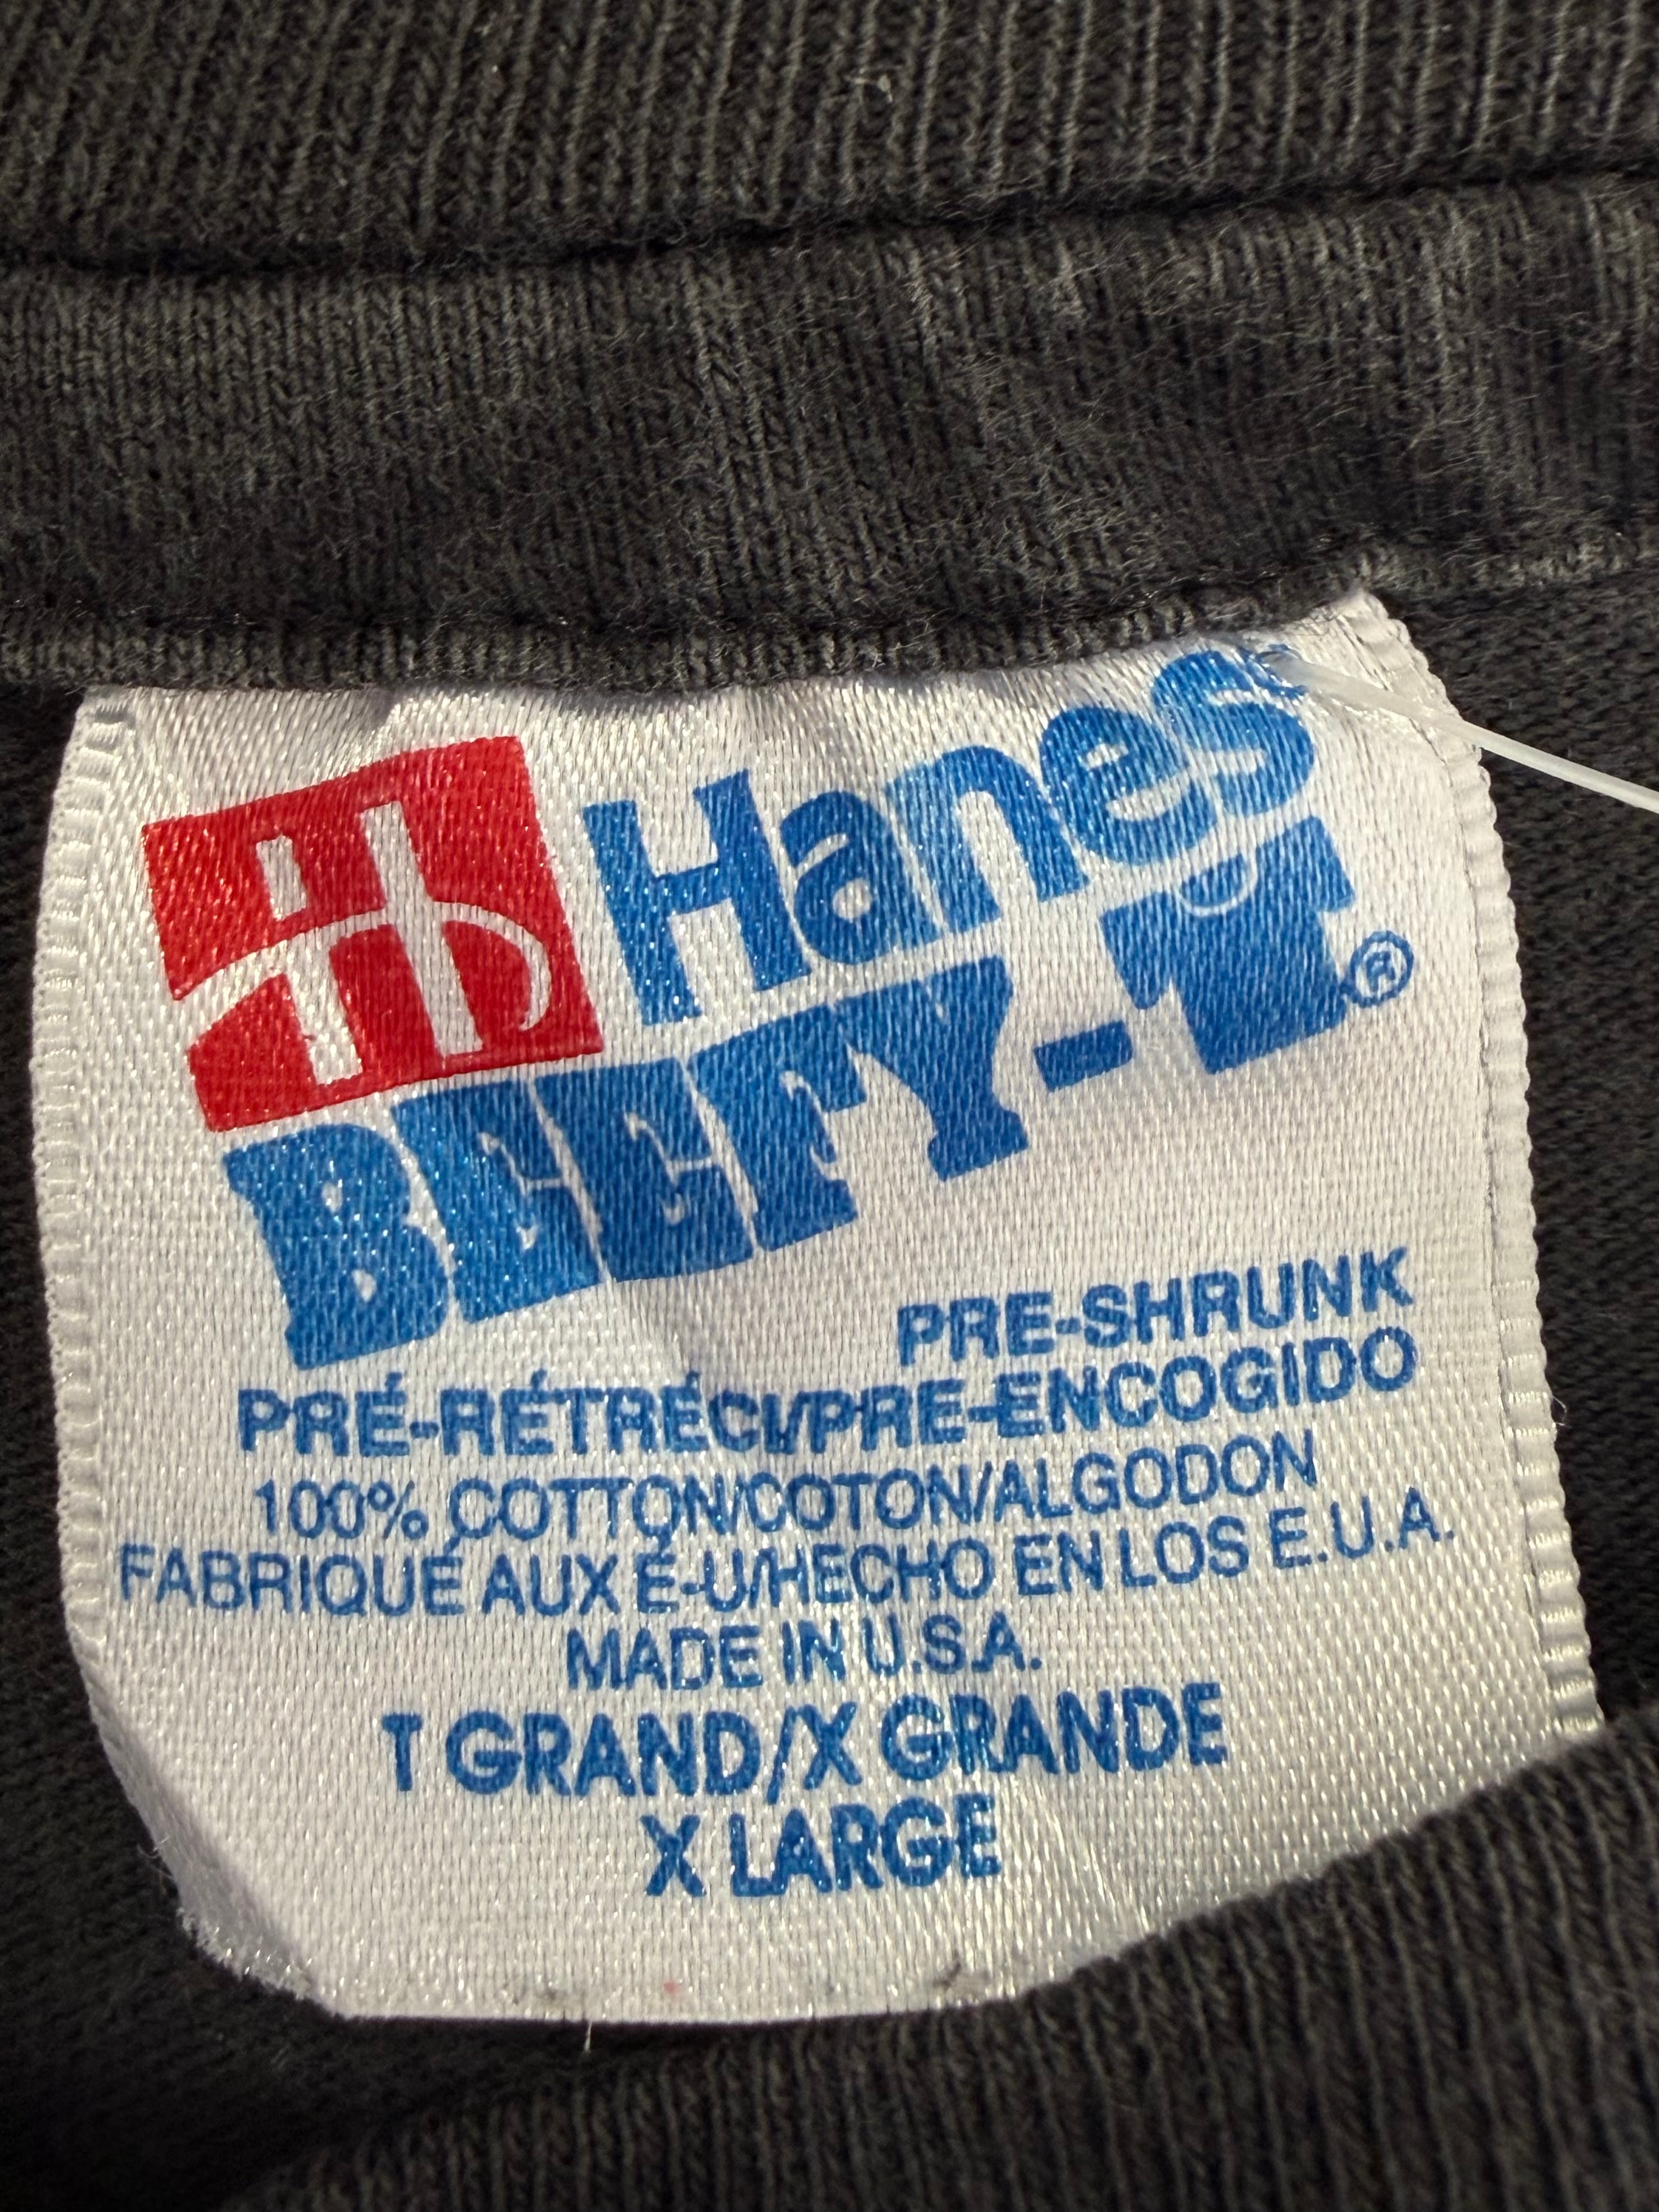 Hanes
BEEFY-T®
PRE-SHRUNK
PRÉ-RÉTRÉCI/PRE-ENCOGIDO
100% COTTON/COTON/ALGODON
FABRIQUÉ AUX É-U/HECHO EN LOS E.U.A.
MADE IN U.S.A.
T GRAND/X GRANDE
X LARGE